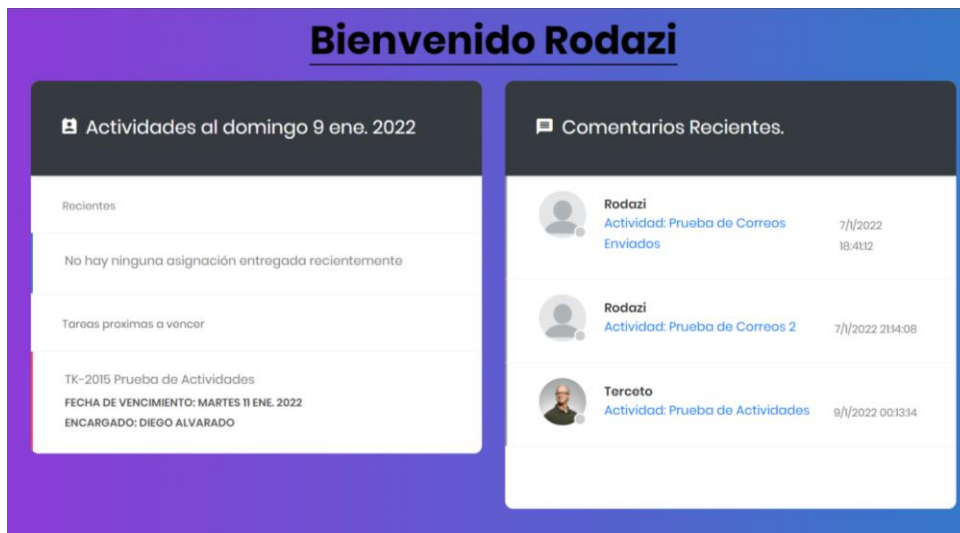 Bienvenido Rodazi
Actividades al domingo 9 ene. 2022
Recientes
No hay ninguna asignación entregada recientemente
Tareas proximas a vencer
TK-2015 Prueba de Actividades
FECHA DE VENCIMIENTO: MARTES 11 ENE. 2022
ENCARGADO: DIEGO ALVARADO
Comentarios Recientes.
Rodazi
Actividad: Prueba de Correos
Enviados
7/1/2022
18:41:12
Rodazi
Actividad: Prueba de Correos 2
7/1/2022 21:14:08
Terceto
Actividad: Prueba de Actividades
9/1/2022 00:13:14